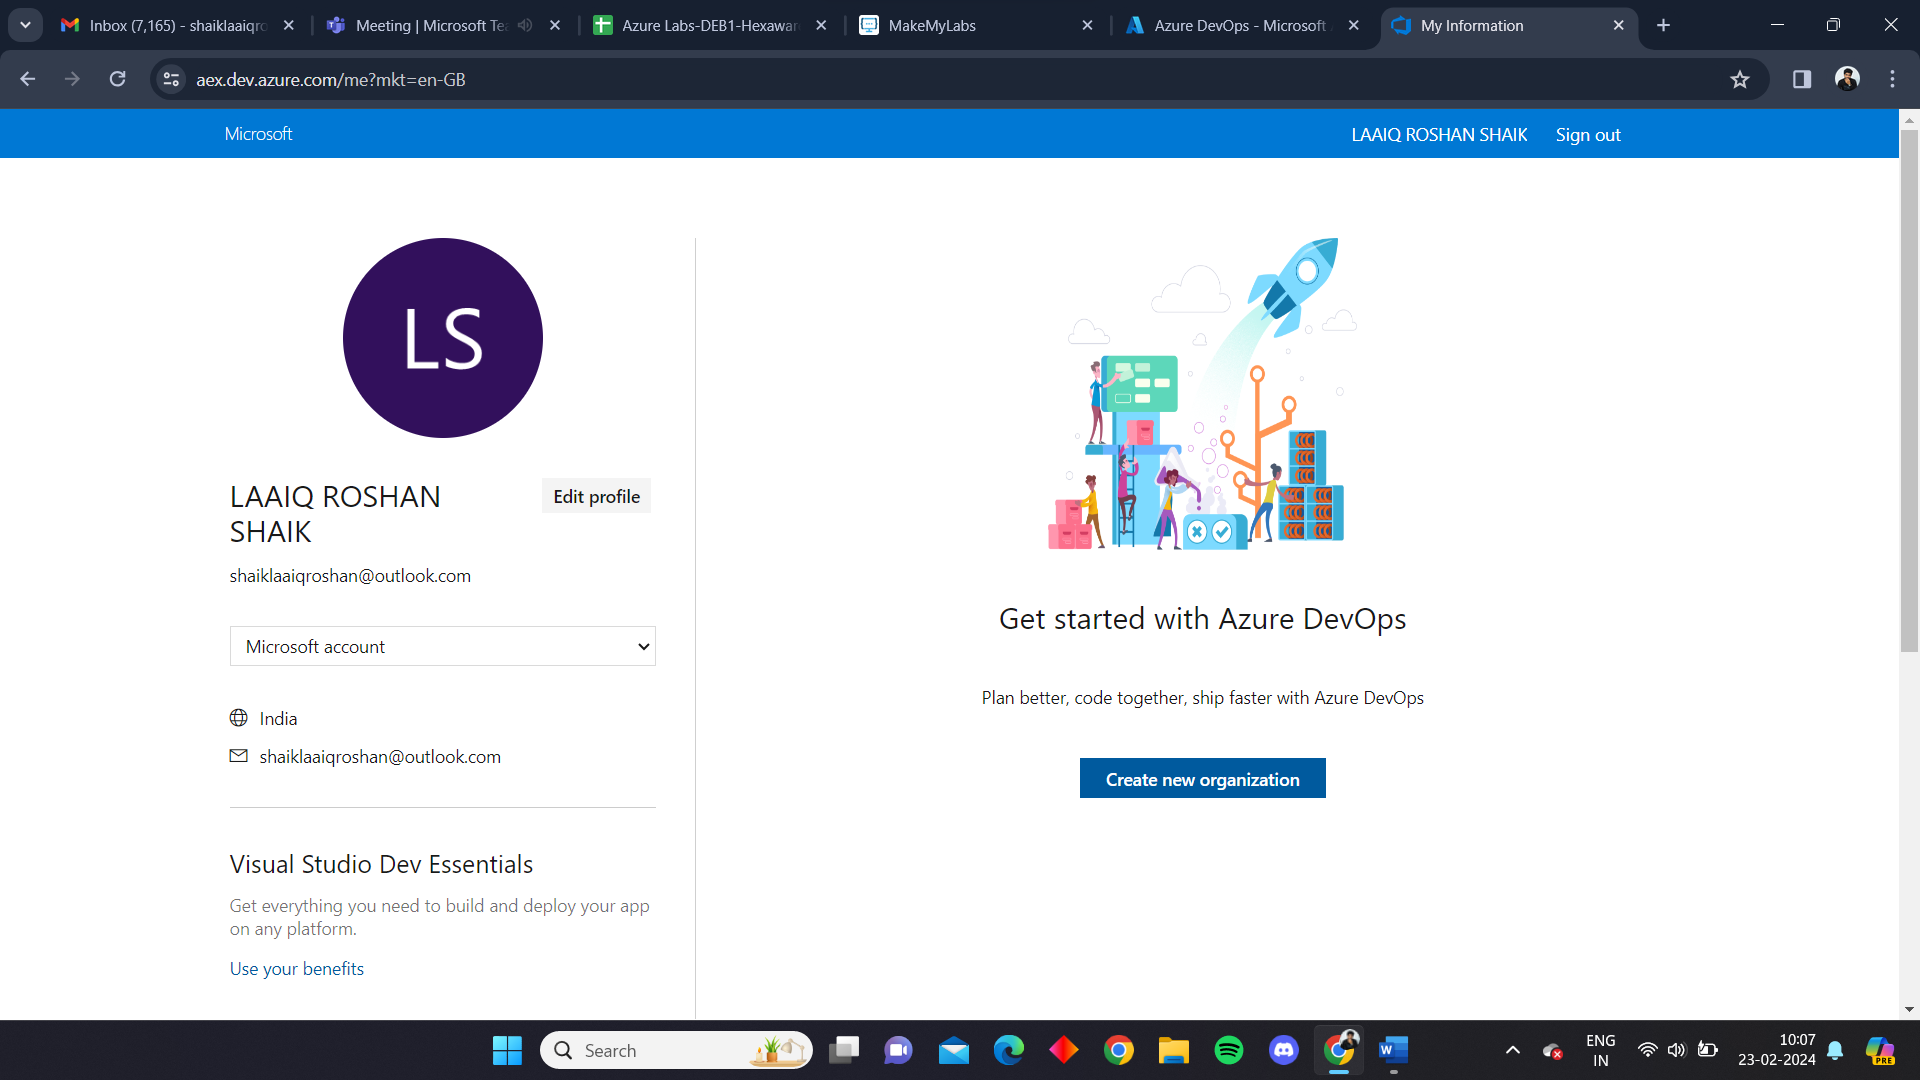 Inbox (7,165) - shaiklaaiqro
Meeting | Microsoft Tea
Azure Labs-DEB1-Hexawar
MakeMyLabs
Azure DevOps - Microsoft A
My Information
aex.dev.azure.com/me?mkt=en-GB
Microsoft
LAAIQ ROSHAN SHAIK
Sign out
LS
LAAIQ ROSHAN
SHAIK
Edit profile
shaiklaaiqroshan@outlook.com
Microsoft account
India
shaiklaaiqroshan@outlook.com
Visual Studio Dev Essentials
Get everything you need to build and deploy your app
on any platform.
Use your benefits
Get started with Azure DevOps
Plan better, code together, ship faster with Azure DevOps
Create new organization
Search
ENG
IN
10:07
23-02-2024
PRE